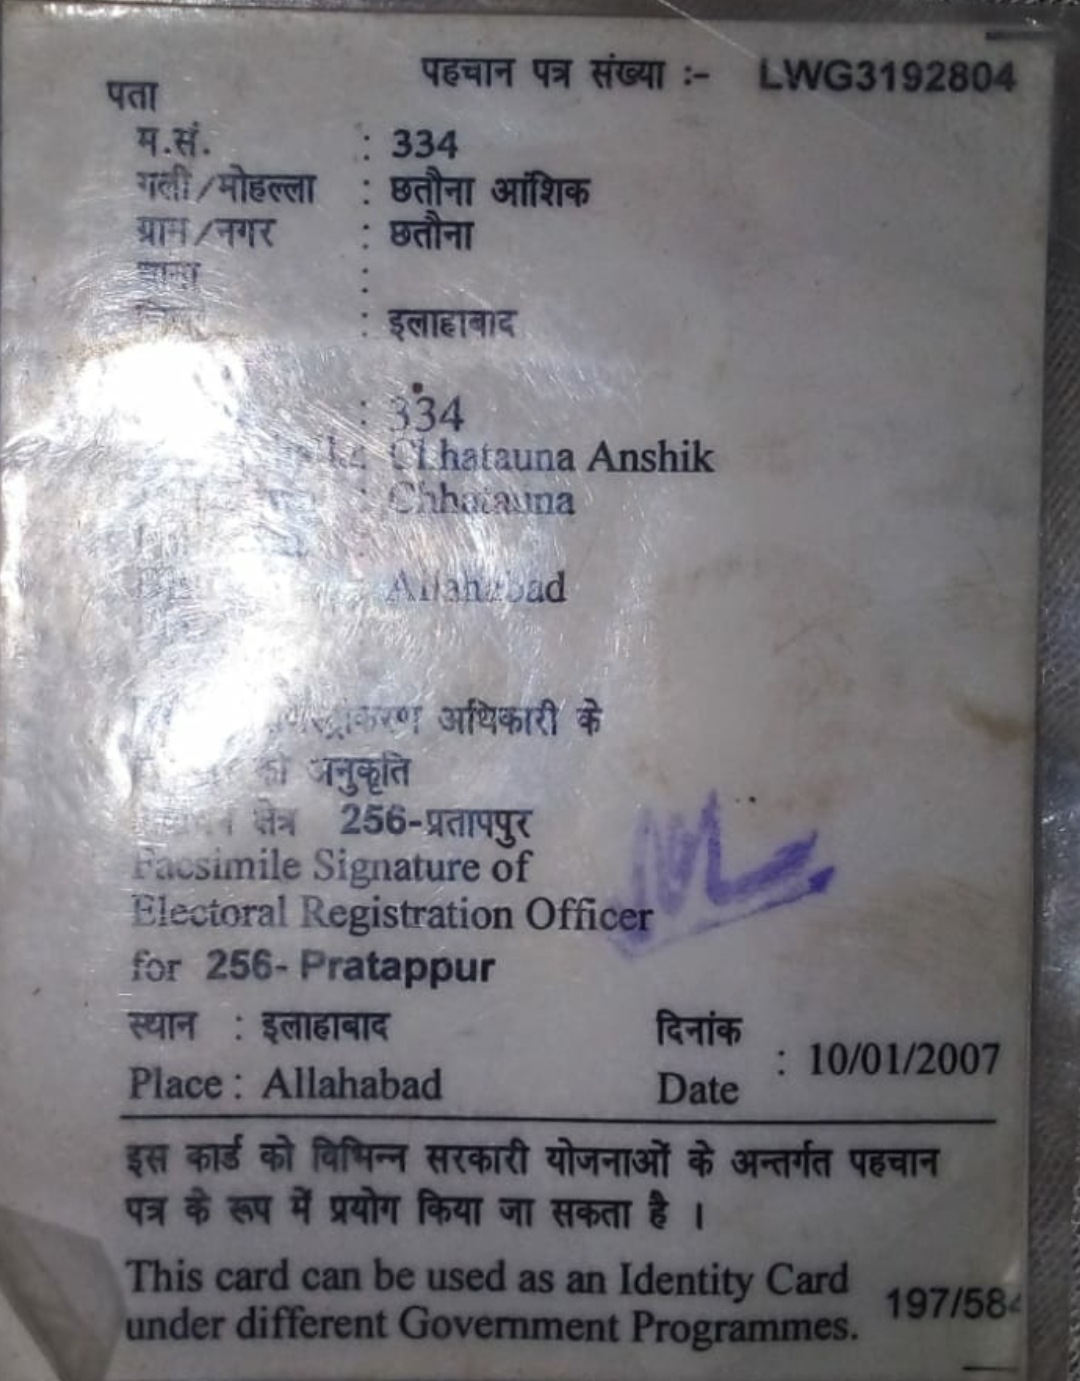 पहचान पत्र संख्या :- LWG3192804
पता
म.सं. : 334
गली/मोहल्ला : छतौना आंशिक
ग्राम/नगर : छतौना
:
: इलाहाबाद
: 334
: Chhatauna Anshik
: Chhatauna
: Allahabad
अधिकारी के
की अनुकृति
क्षेत्र 256-प्रतापपुर
Facsimile Signature of
Electoral Registration Officer
for 256- Pratappur
स्थान : इलाहाबाद
दिनांक
Place : Allahabad
Date : 10/01/2007
इस कार्ड को विभिन्न सरकारी योजनाओं के अन्तर्गत पहचान
पत्र के रूप में प्रयोग किया जा सकता है ।
This card can be used as an Identity Card
under different Government Programmes.